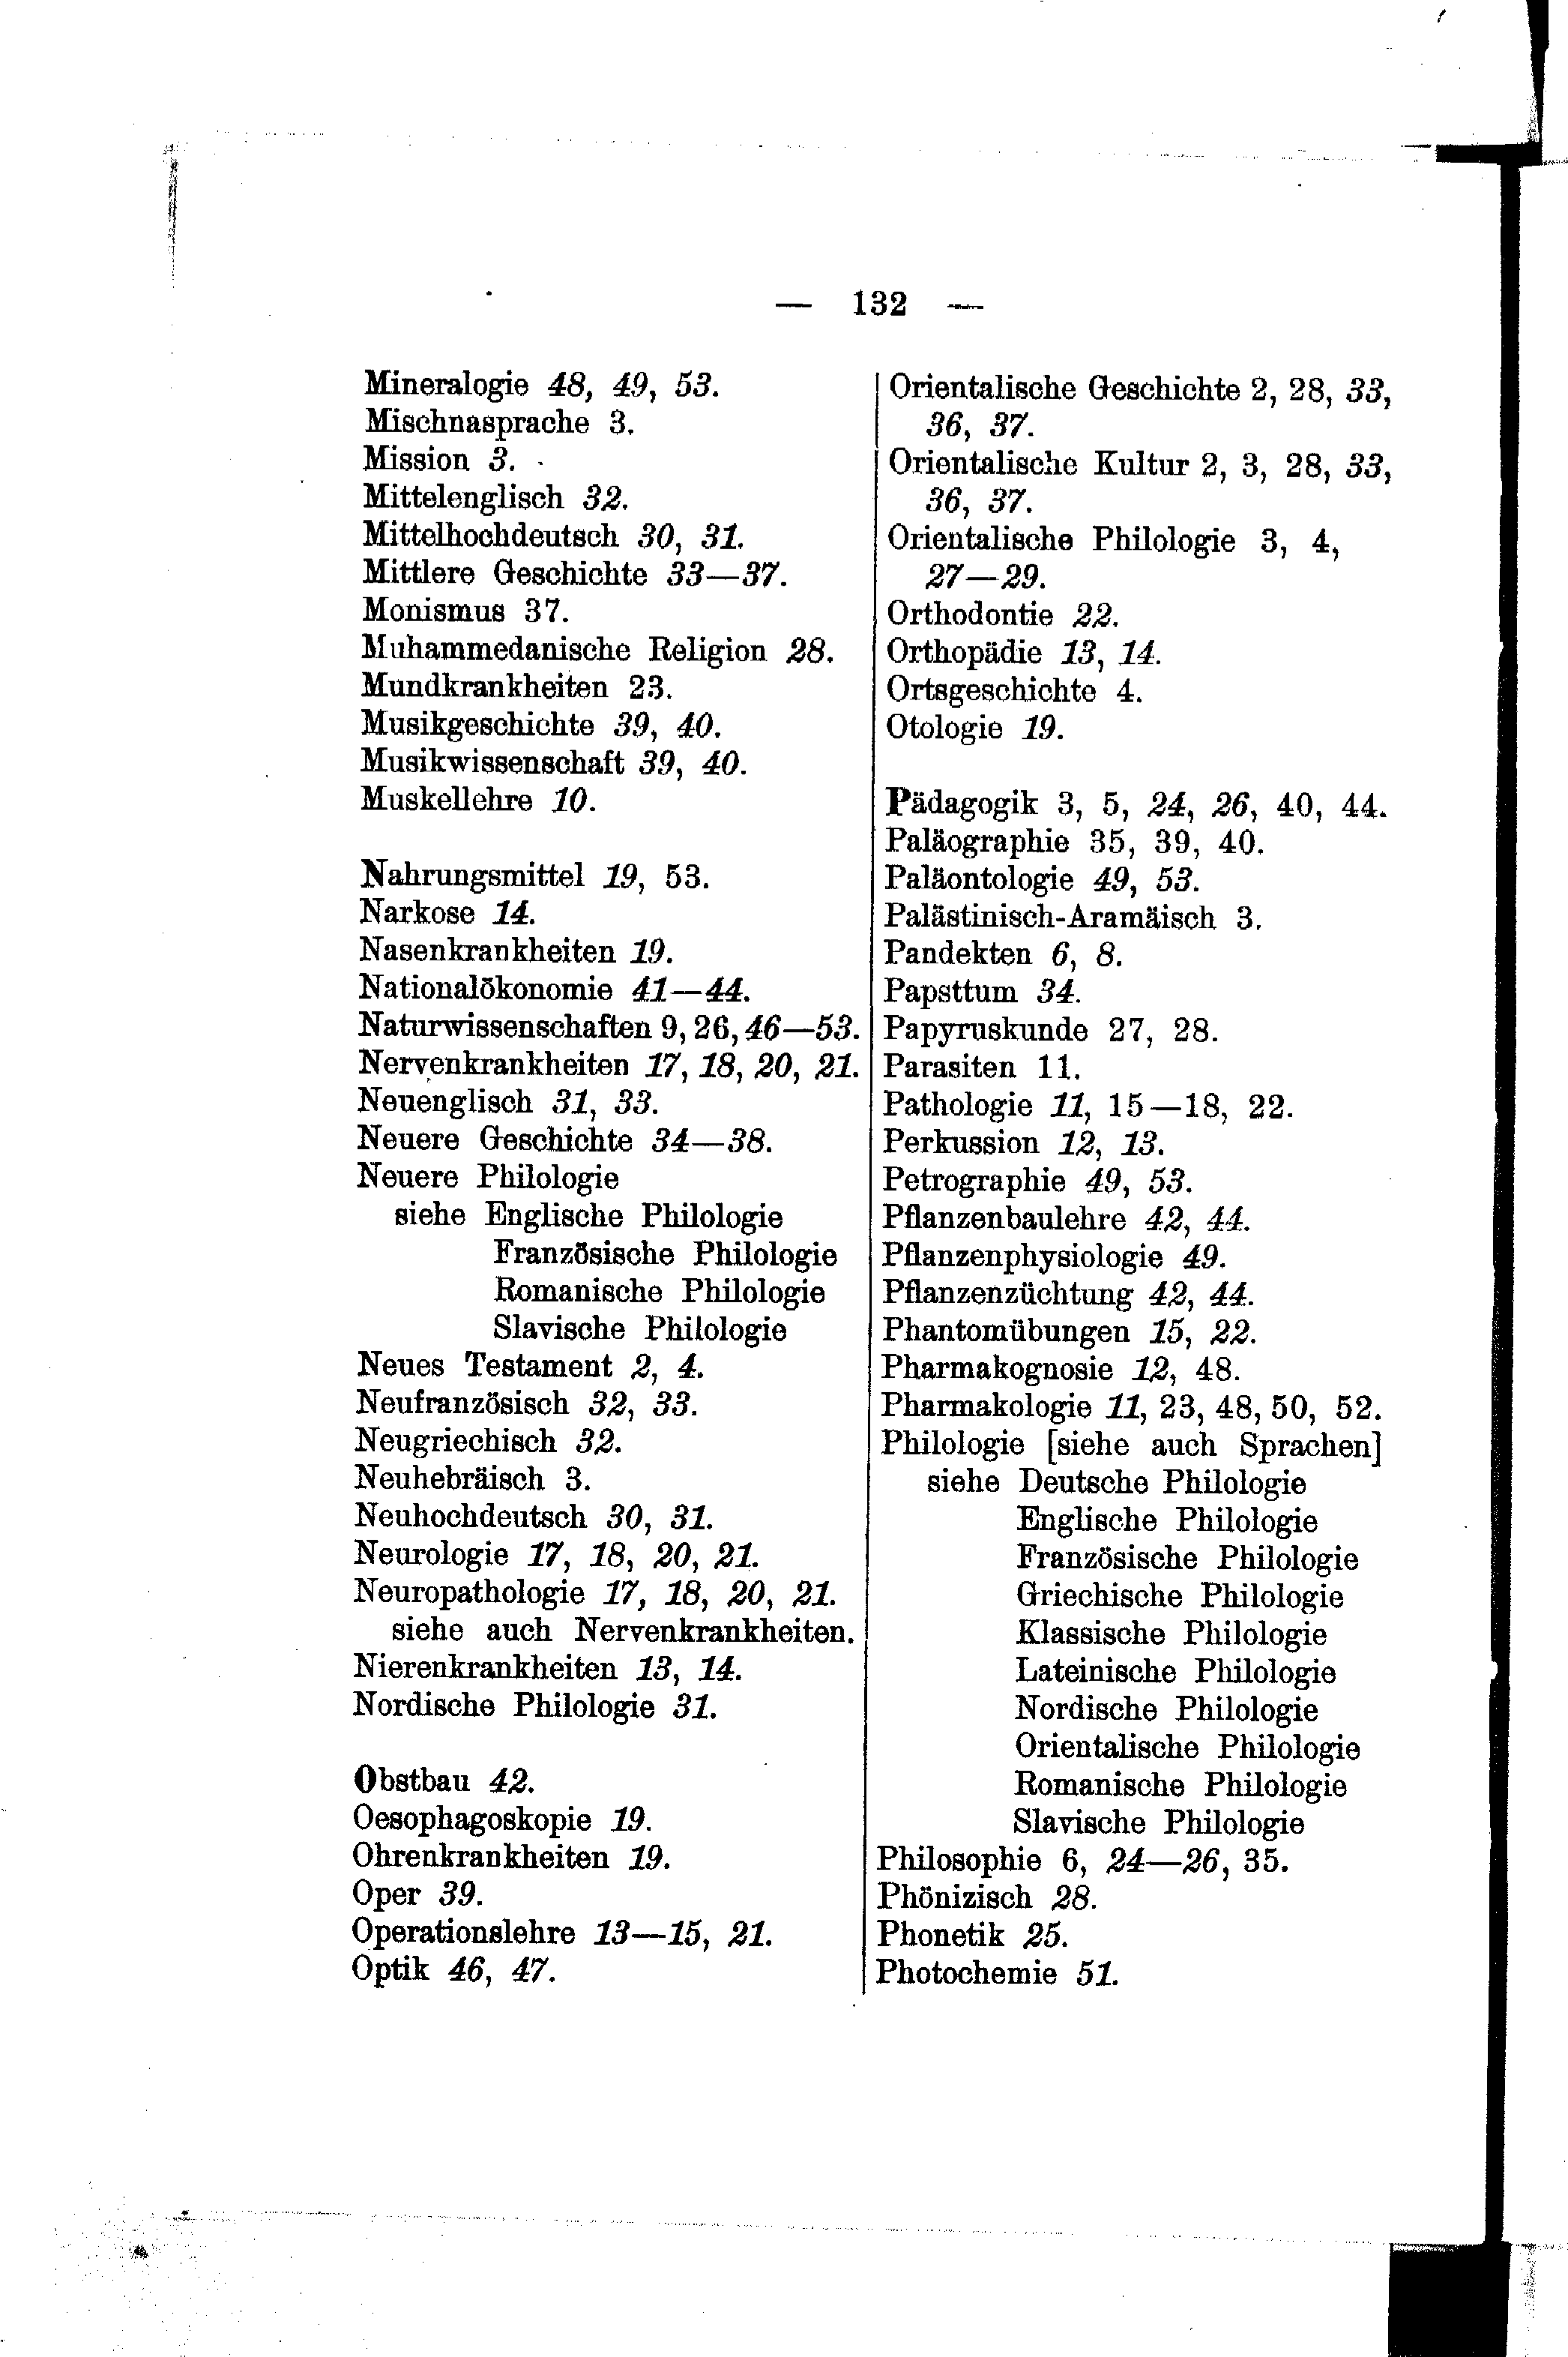 — 132 —
Mineralogie 48, 49, 53.
Mischnasprache 3.
Mission 3.
Mittelenglisch 32.
Mittelhochdeutsch 30, 31.
Mittlere Geschichte 33—37.
Monismus 37.
Muhammedanische Religion 28.
Mundkrankheiten 23.
Musikgeschichte 39, 40.
Musikwissenschaft 39, 40.
Muskellehre 10.
Nahrungsmittel 19, 53.
Narkose 14.
Nasenkrankheiten 19.
Nationalökonomie 41—44.
Naturwissenschaften 9, 26, 46—53.
Nervenkrankheiten 17, 18, 20, 21.
Neuenglisch 31, 33.
Neuere Geschichte 34—38.
Neuere Philologie
siehe Englische Philologie
Französische Philologie
Romanische Philologie
Slavische Philologie
Neues Testament 2, 4.
Neufranzösisch 32, 33.
Neugriechisch 32.
Neuhebräisch 3.
Neuhochdeutsch 30, 31.
Neurologie 17, 18, 20, 21.
Neuropathologie 17, 18, 20, 21.
siehe auch Nervenkrankheiten.
Nierenkrankheiten 13, 14.
Nordische Philologie 31.
Obstbau 42.
Oesophagoskopie 19.
Ohrenkrankheiten 19.
Oper 39.
Operationslehre 13—15, 21.
Optik 46, 47.
Orientalische Geschichte 2, 28, 33,
36, 37.
Orientalische Kultur 2, 3, 28, 33,
36, 37.
Orientalische Philologie 3, 4,
27—29.
Orthodontie 22.
Orthopädie 13, 14.
Ortsgeschichte 4.
Otologie 19.
Pädagogik 3, 5, 24, 26, 40, 44.
Paläographie 35, 39, 40.
Paläontologie 49, 53.
Palästinisch-Aramäisch 3.
Pandekten 6, 8.
Papsttum 34.
Papyruskunde 27, 28.
Parasiten 11.
Pathologie 11, 15—18, 22.
Perkussion 12, 13.
Petrographie 49, 53.
Pflanzenbaulehre 42, 44.
Pflanzenphysiologie 49.
Pflanzenzüchtung 42, 44.
Phantomübungen 15, 22.
Pharmakognosie 12, 48.
Pharmakologie 11, 23, 48, 50, 52.
Philologie [siehe auch Sprachen]
siehe Deutsche Philologie
Englische Philologie
Französische Philologie
Griechische Philologie
Klassische Philologie
Lateinische Philologie
Nordische Philologie
Orientalische Philologie
Romanische Philologie
Slavische Philologie
Philosophie 6, 24—26, 35.
Phönizisch 28.
Phonetik 25.
Photochemie 51.